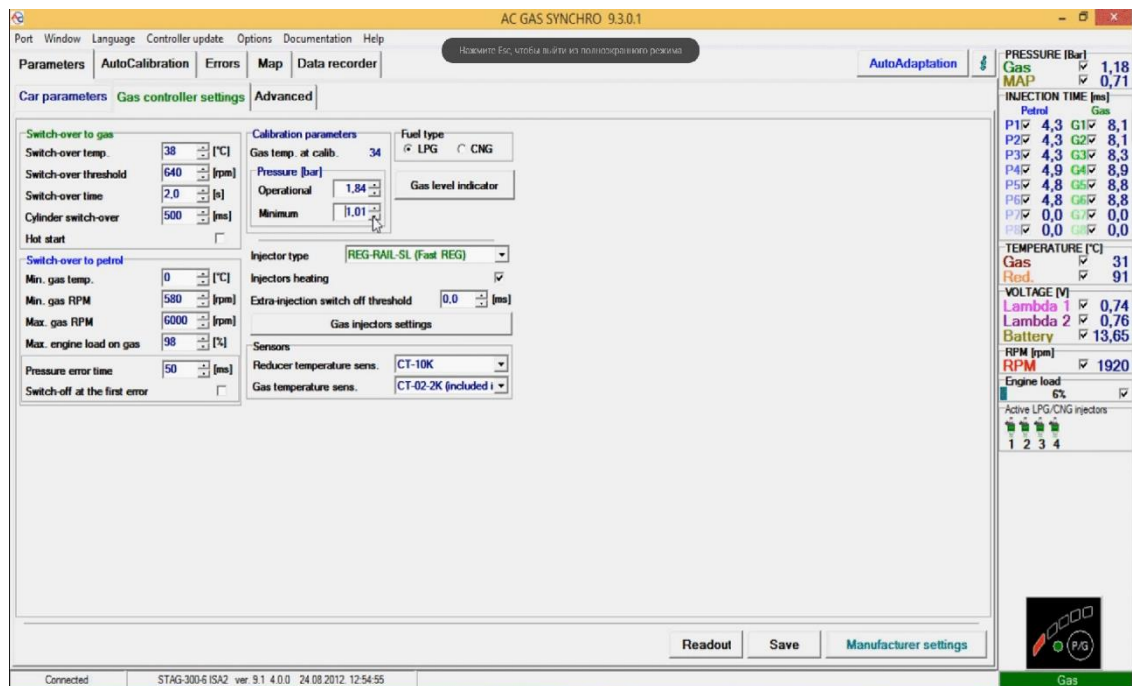 AC GAS SYNCHRO 9.3.0.1
Port Window Language Controller update Options Documentation Help
Нажмите Esc, чтобы выйти из полноэкранного режима
Parameters AutoCalibration Errors Map Data recorder AutoAdaptation
Car parameters Gas controller settings Advanced
Switch-over to gas
Switch-over temp. 38 [°C]
Switch-over threshold 640 [rpm]
Switch-over time 2,0 [s]
Cylinder switch-over 500 [ms]
Hot start
Switch-over to petrol
Min. gas temp. 0 [°C]
Min. gas RPM 580 [rpm]
Max. gas RPM 6000 [rpm]
Max. engine load on gas 98 [%]
Pressure error time 50 [ms]
Switch-off at the first error
Calibration parameters
Gas temp. at calib. 34
Pressure [bar]
Operational 1,84
Minimum 1,01
Fuel type
LPG CNG
Gas level indicator
Injector type REG-RAIL-SL (Fast REG)
Injectors heating
Extra-injection switch off threshold 0,0 [ms]
Gas injectors settings
Sensors
Reducer temperature sens. CT-10K
Gas temperature sens. CT-02-2K (included i
Readout Save Manufacturer settings
PRESSURE [Bar]
Gas 1,18
MAP 0,71
INJECTION TIME [ms]
Petrol Gas
P1 4,3 G1 8,1
P2 4,3 G2 8,1
P3 4,3 G3 8,3
P4 4,9 G4 8,9
P5 4,8 G5 8,8
P6 4,8 G6 8,8
P7 0,0 G7 0,0
P8 0,0 G8 0,0
TEMPERATURE [°C]
Gas 31
Red. 91
VOLTAGE [V]
Lambda 1 0,74
Lambda 2 0,76
Battery 13,65
RPM [rpm]
RPM 1920
Engine load
6%
Active LPG/CNG injectors
1 2 3 4
P/G
Connected STAG-300-6 ISA2 ver. 9.1 4.0.0 24.08.2012. 12:54:55 Gas